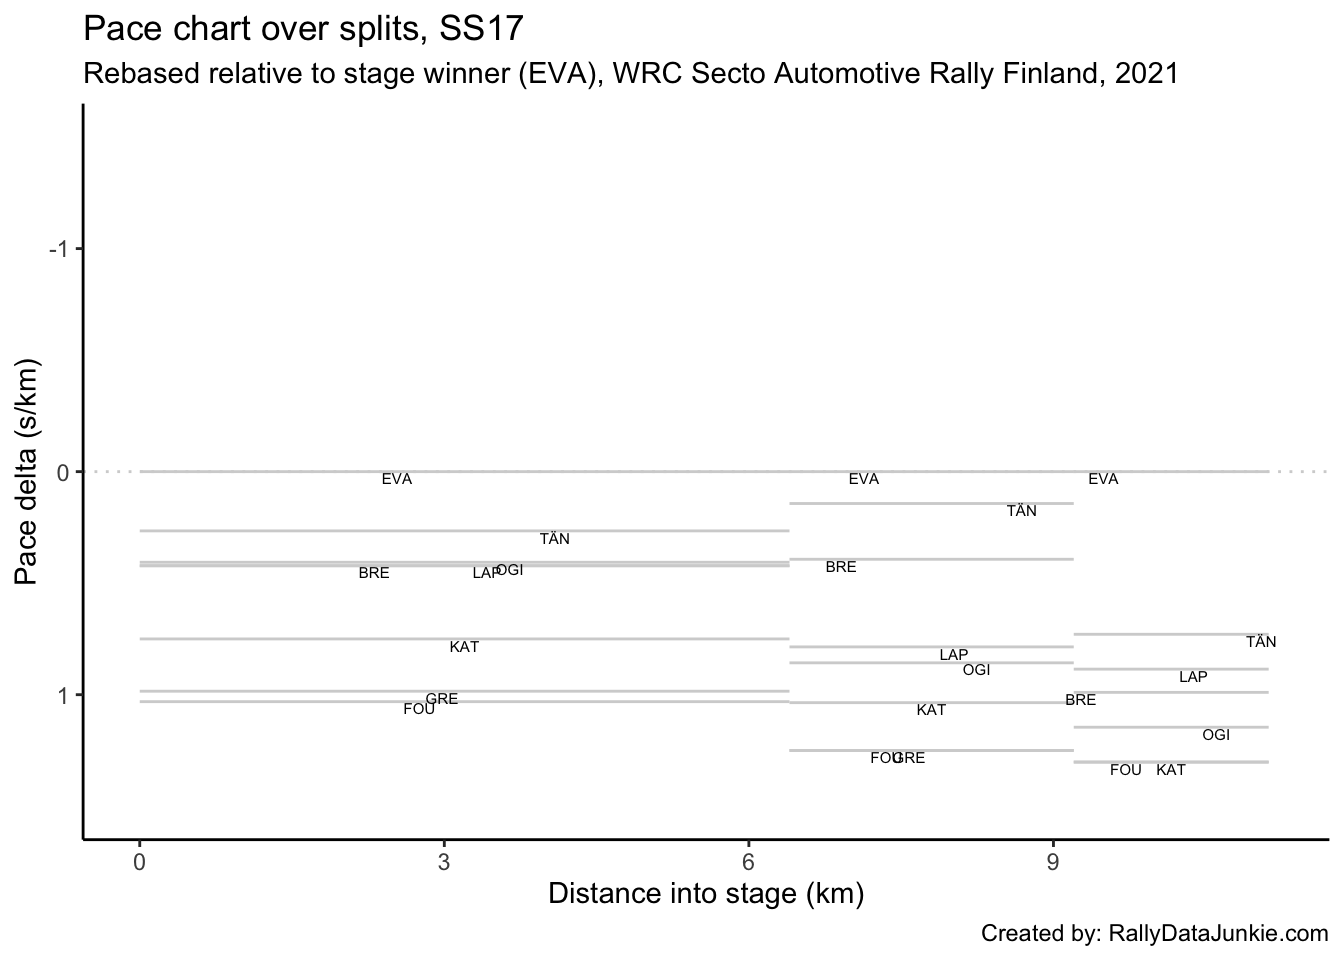 Pace chart over splits, SS17
Rebased relative to stage winner (EVA), WRC Secto Automotive Rally Finland, 2021
Pace delta (s/km)
-1
0
1
EVA EVA EVA
TÄN
TÄN
BRE LAP OGI
BRE
KAT
TÄN
LAP
OGI
LAP
GRE
FOU
BRE
KAT
OGI
FOU GRE
FOU KAT
0 3 6 9
Distance into stage (km)
Created by: RallyDataJunkie.com